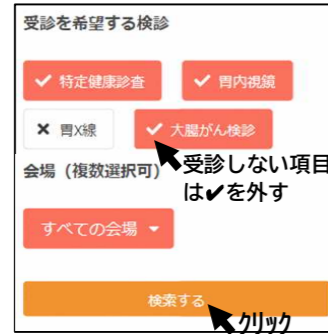 受診を希望する検診
✔ 特定健康診査 ✔ 胃内視鏡
✖ 胃X線 ✔ 大腸がん検診
受診しない項目
会場（複数選択可）
は✔を外す
すべての会場
検索する
クリック